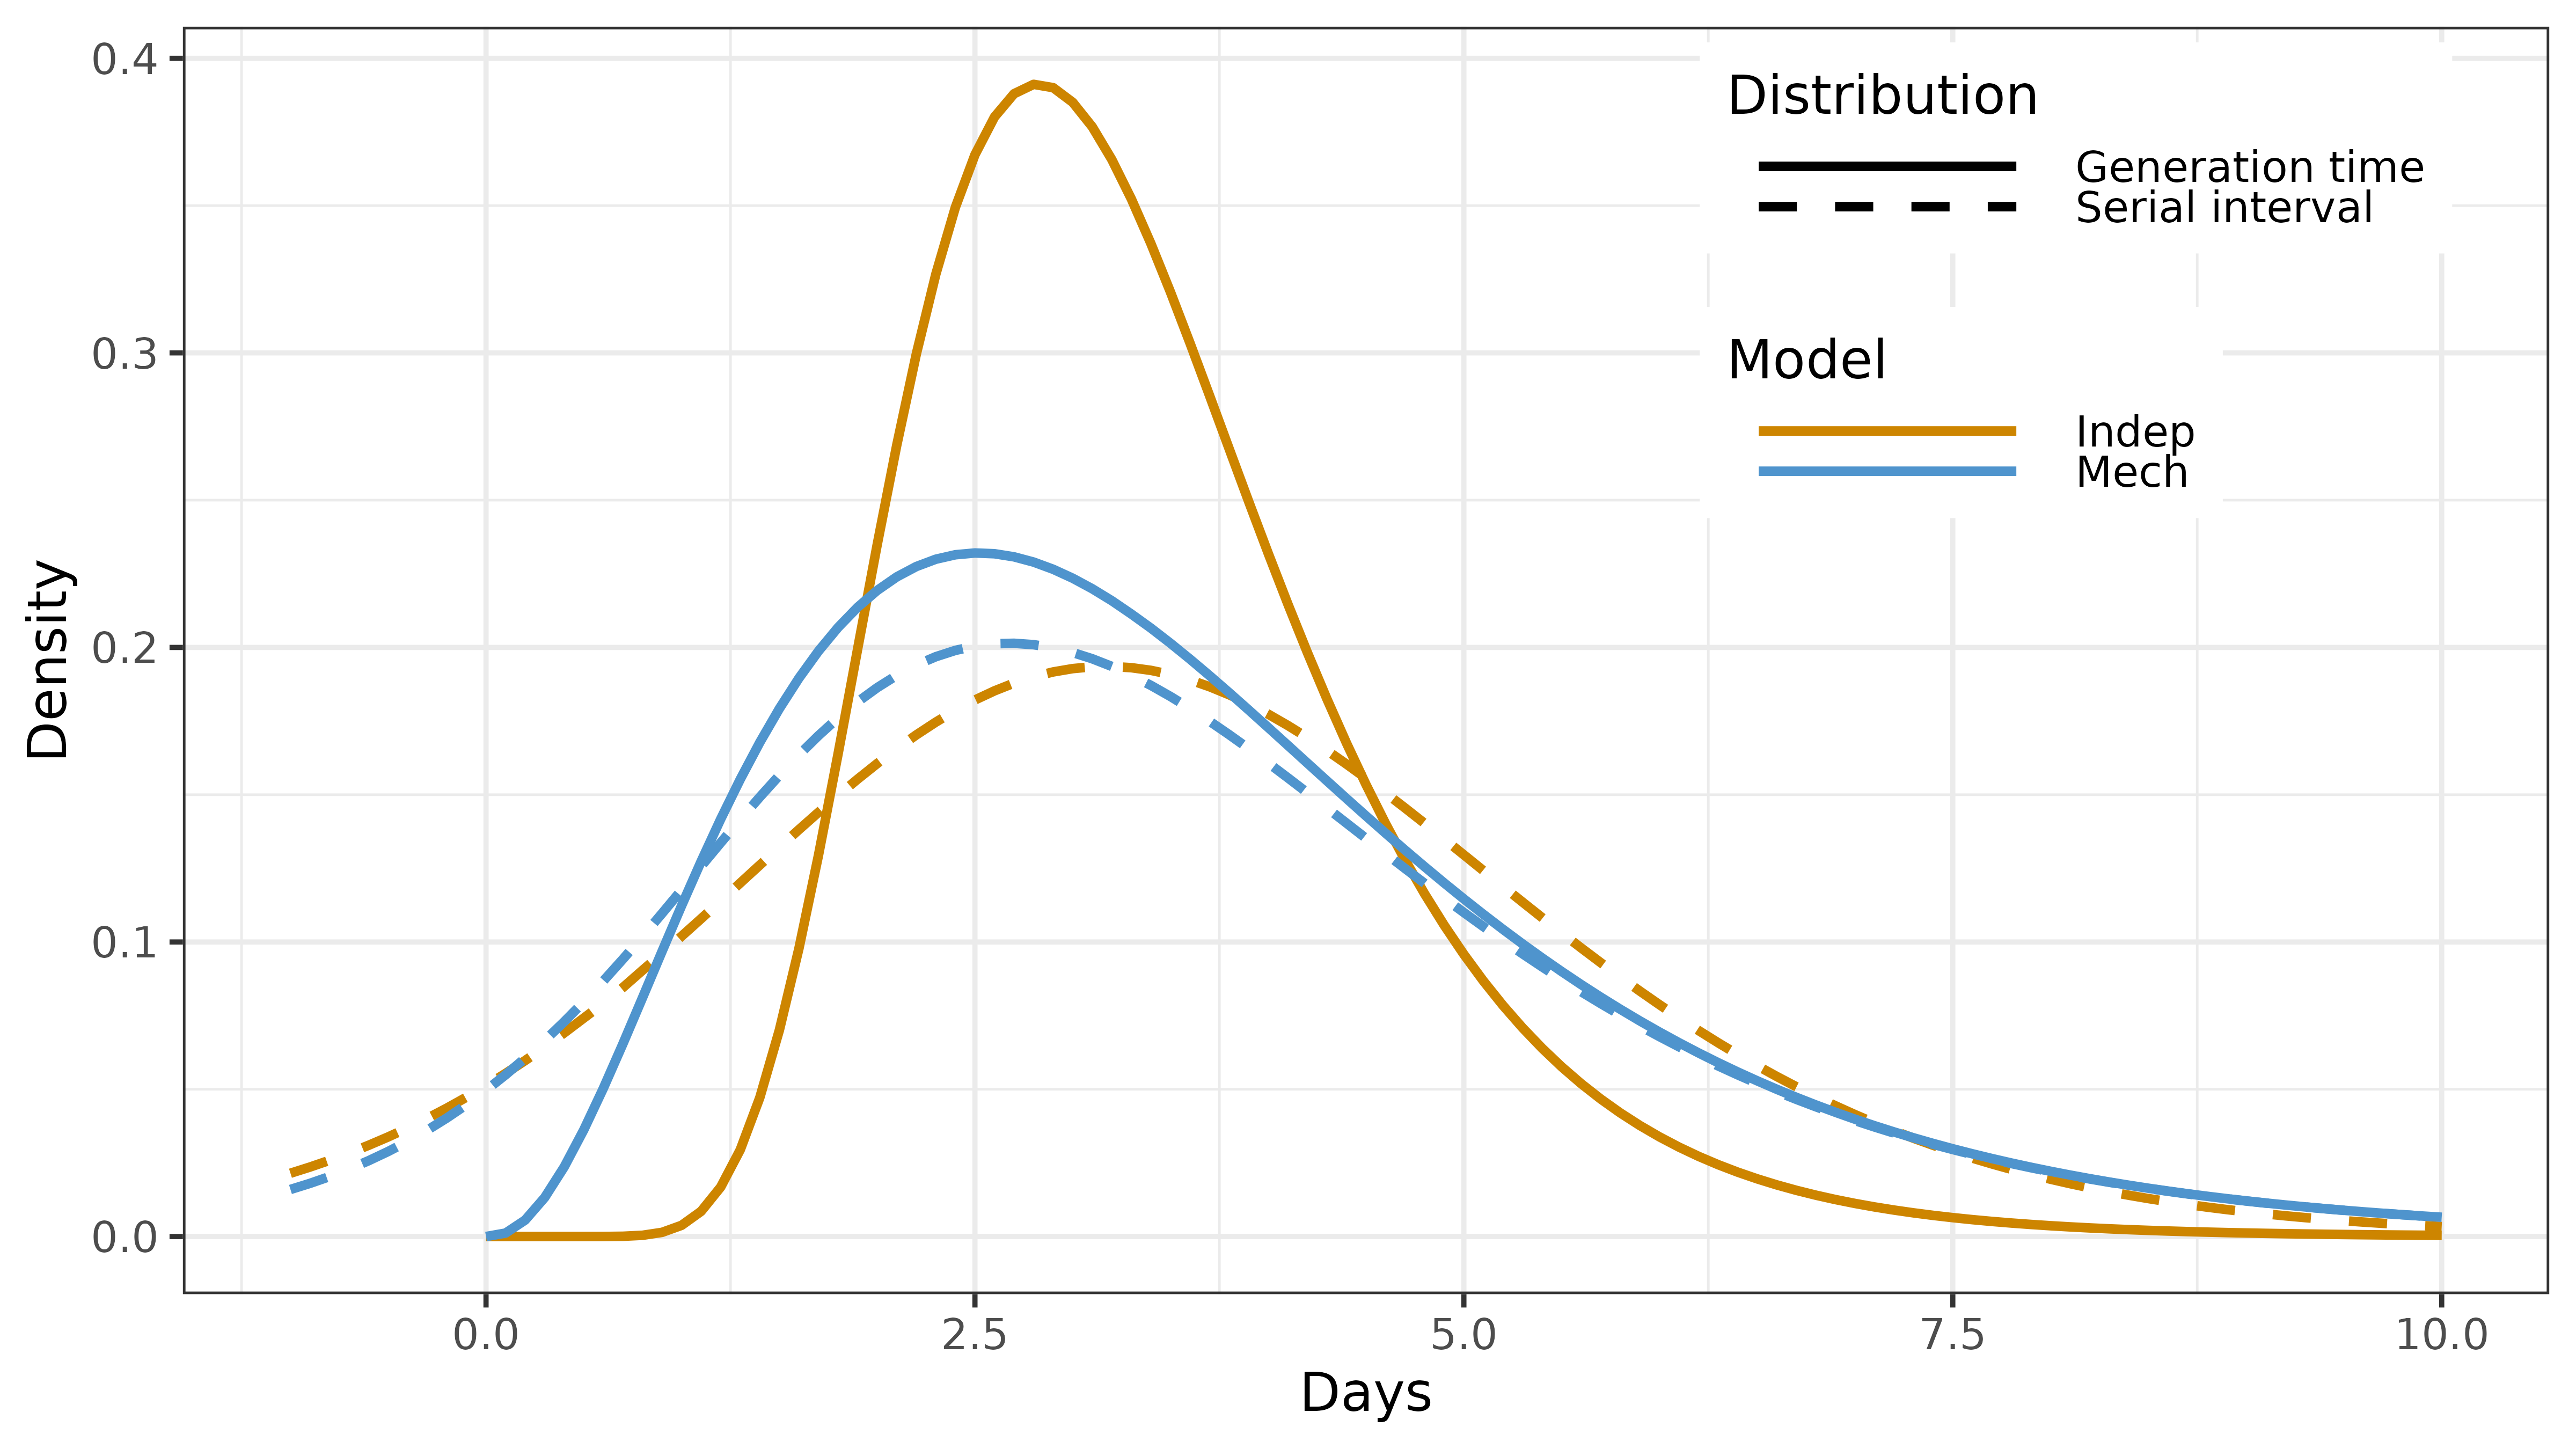 0.4
0.3
0.2
0.1
0.0
Density
0.0 2.5 5.0 7.5 10.0
Days
Distribution
Generation time
Serial interval
Model
Indep
Mech